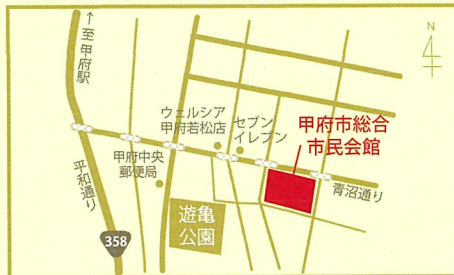 ↑至 甲府駅
N
ウェルシア
甲府若松店
セブン
イレブン
甲府市総合
市民会館
甲府中央
郵便局
青沼通り
平和通り
遊亀
公園
358